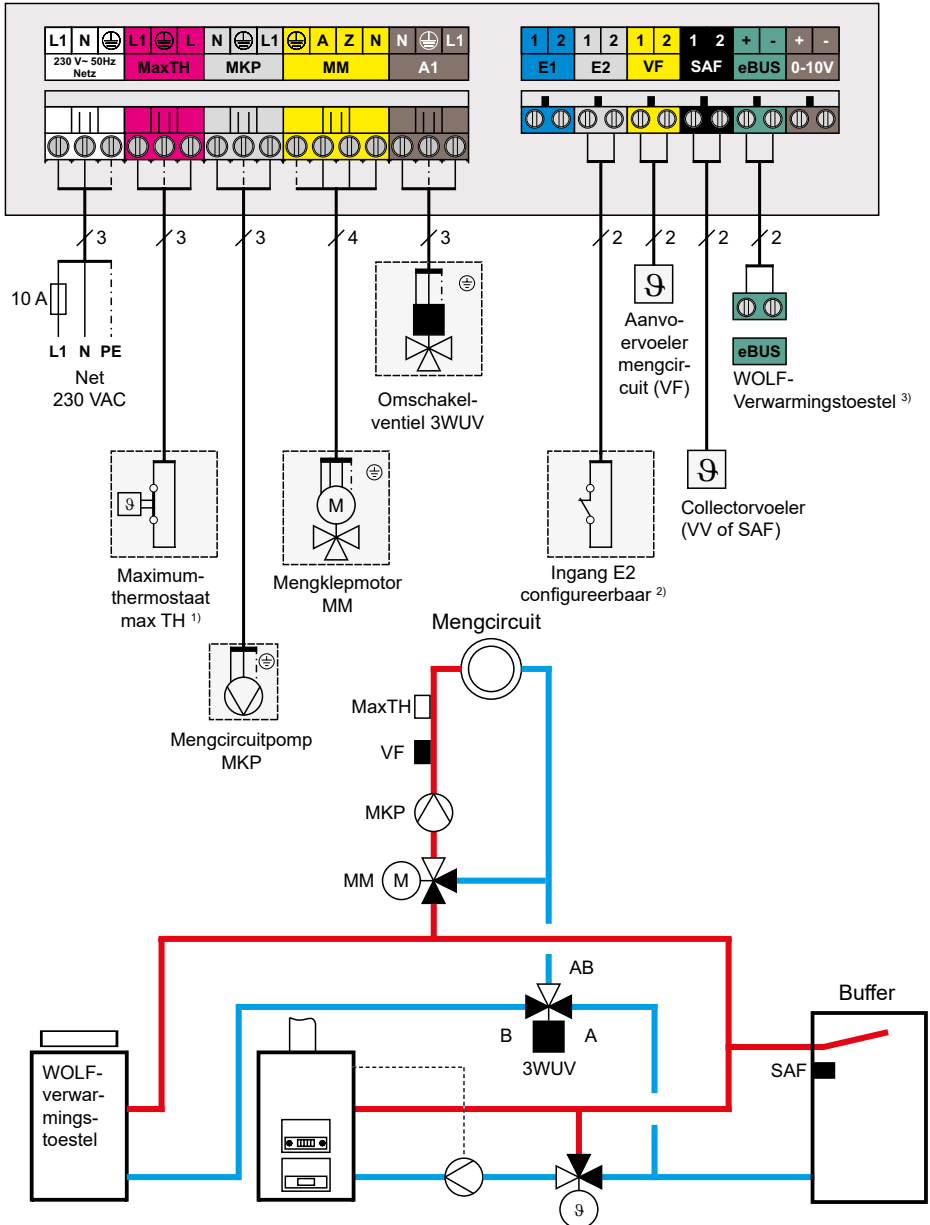 L1 N L1 L N L1 A Z N N L1
230 V~ 50Hz
Netz
MaxTH MKP MM A1
1 2 1 2 1 2 1 2 + - + -
E1 E2 VF SAF eBUS 0-10V
3 3 3 4 3 2 2 2 2
10 A
L1 N PE
Net
230 VAC
Omschakel-
ventiel 3WUV
ϑ
Aanvo-
ervoeler
mengcir-
cuit (VF)
eBUS
WOLF-
Verwarmingstoestel 3)
ϑ
Maximum-
thermostaat
max TH 1)
M
Mengklepmotor
MM
Ingang E2
configureerbaar 2)
ϑ
Collectorvoeler
(VV of SAF)
Mengcircuitpomp
MKP
Mengcircuit
MaxTH
VF
MKP
MM M
AB
B A
3WUV
Buffer
SAF
WOLF-
verwar-
mings-
toestel
ϑ